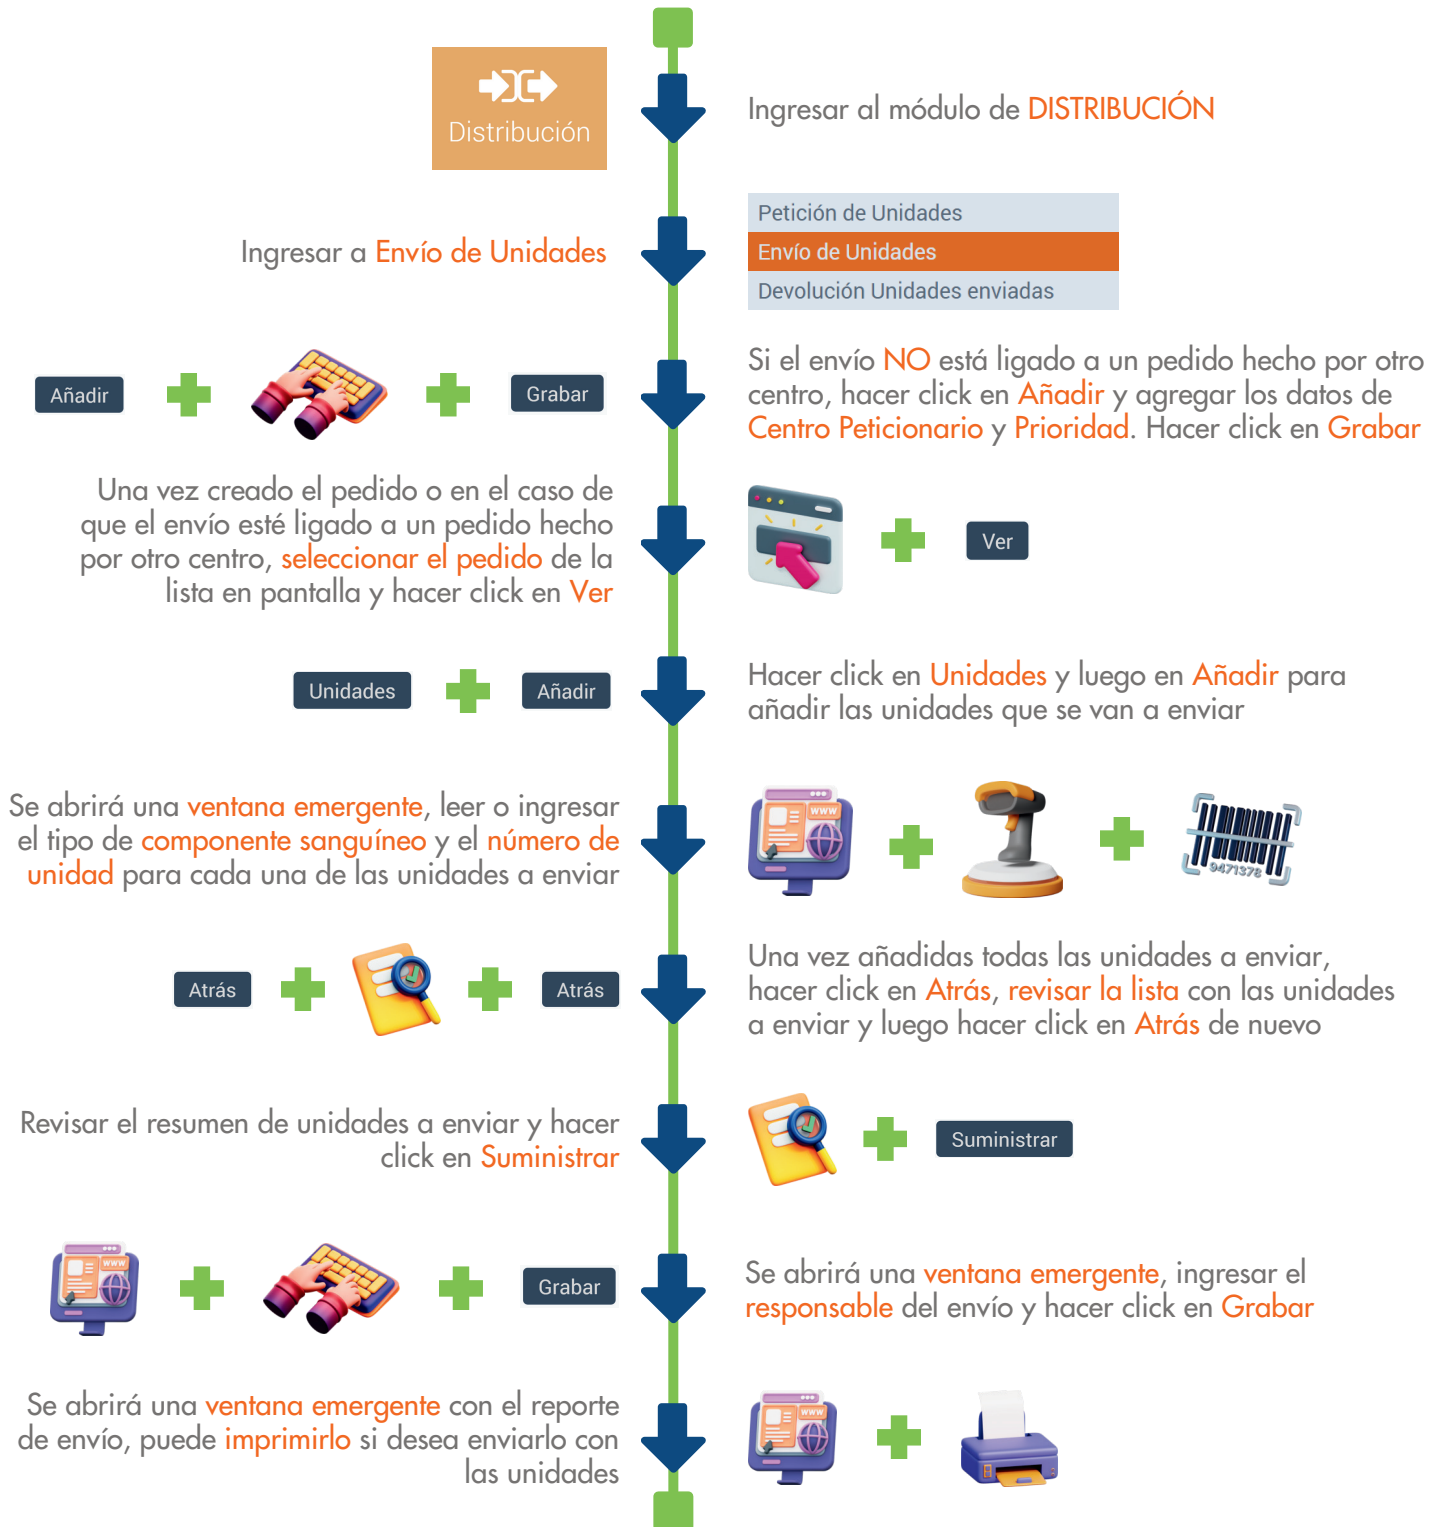 Distribución
Ingresar al módulo de DISTRIBUCIÓN
Ingresar a Envío de Unidades
Petición de Unidades
Envío de Unidades
Devolución Unidades enviadas
Añadir
Grabar
Si el envío NO está ligado a un pedido hecho por otro
centro, hacer click en Añadir y agregar los datos de
Centro Peticionario y Prioridad. Hacer click en Grabar
Una vez creado el pedido o en el caso de
que el envío esté ligado a un pedido hecho
por otro centro, seleccionar el pedido de la
lista en pantalla y hacer click en Ver
Ver
Unidades
Añadir
Hacer click en Unidades y luego en Añadir para
añadir las unidades que se van a enviar
Se abrirá una ventana emergente, leer o ingresar
el tipo de componente sanguíneo y el número de
unidad para cada una de las unidades a enviar
www
9471378
Atrás
Atrás
Una vez añadidas todas las unidades a enviar,
hacer click en Atrás, revisar la lista con las unidades
a enviar y luego hacer click en Atrás de nuevo
Revisar el resumen de unidades a enviar y hacer
click en Suministrar
Suministrar
www
Grabar
Se abrirá una ventana emergente, ingresar el
responsable del envío y hacer click en Grabar
Se abrirá una ventana emergente con el reporte
de envío, puede imprimirlo si desea enviarlo con
las unidades
www